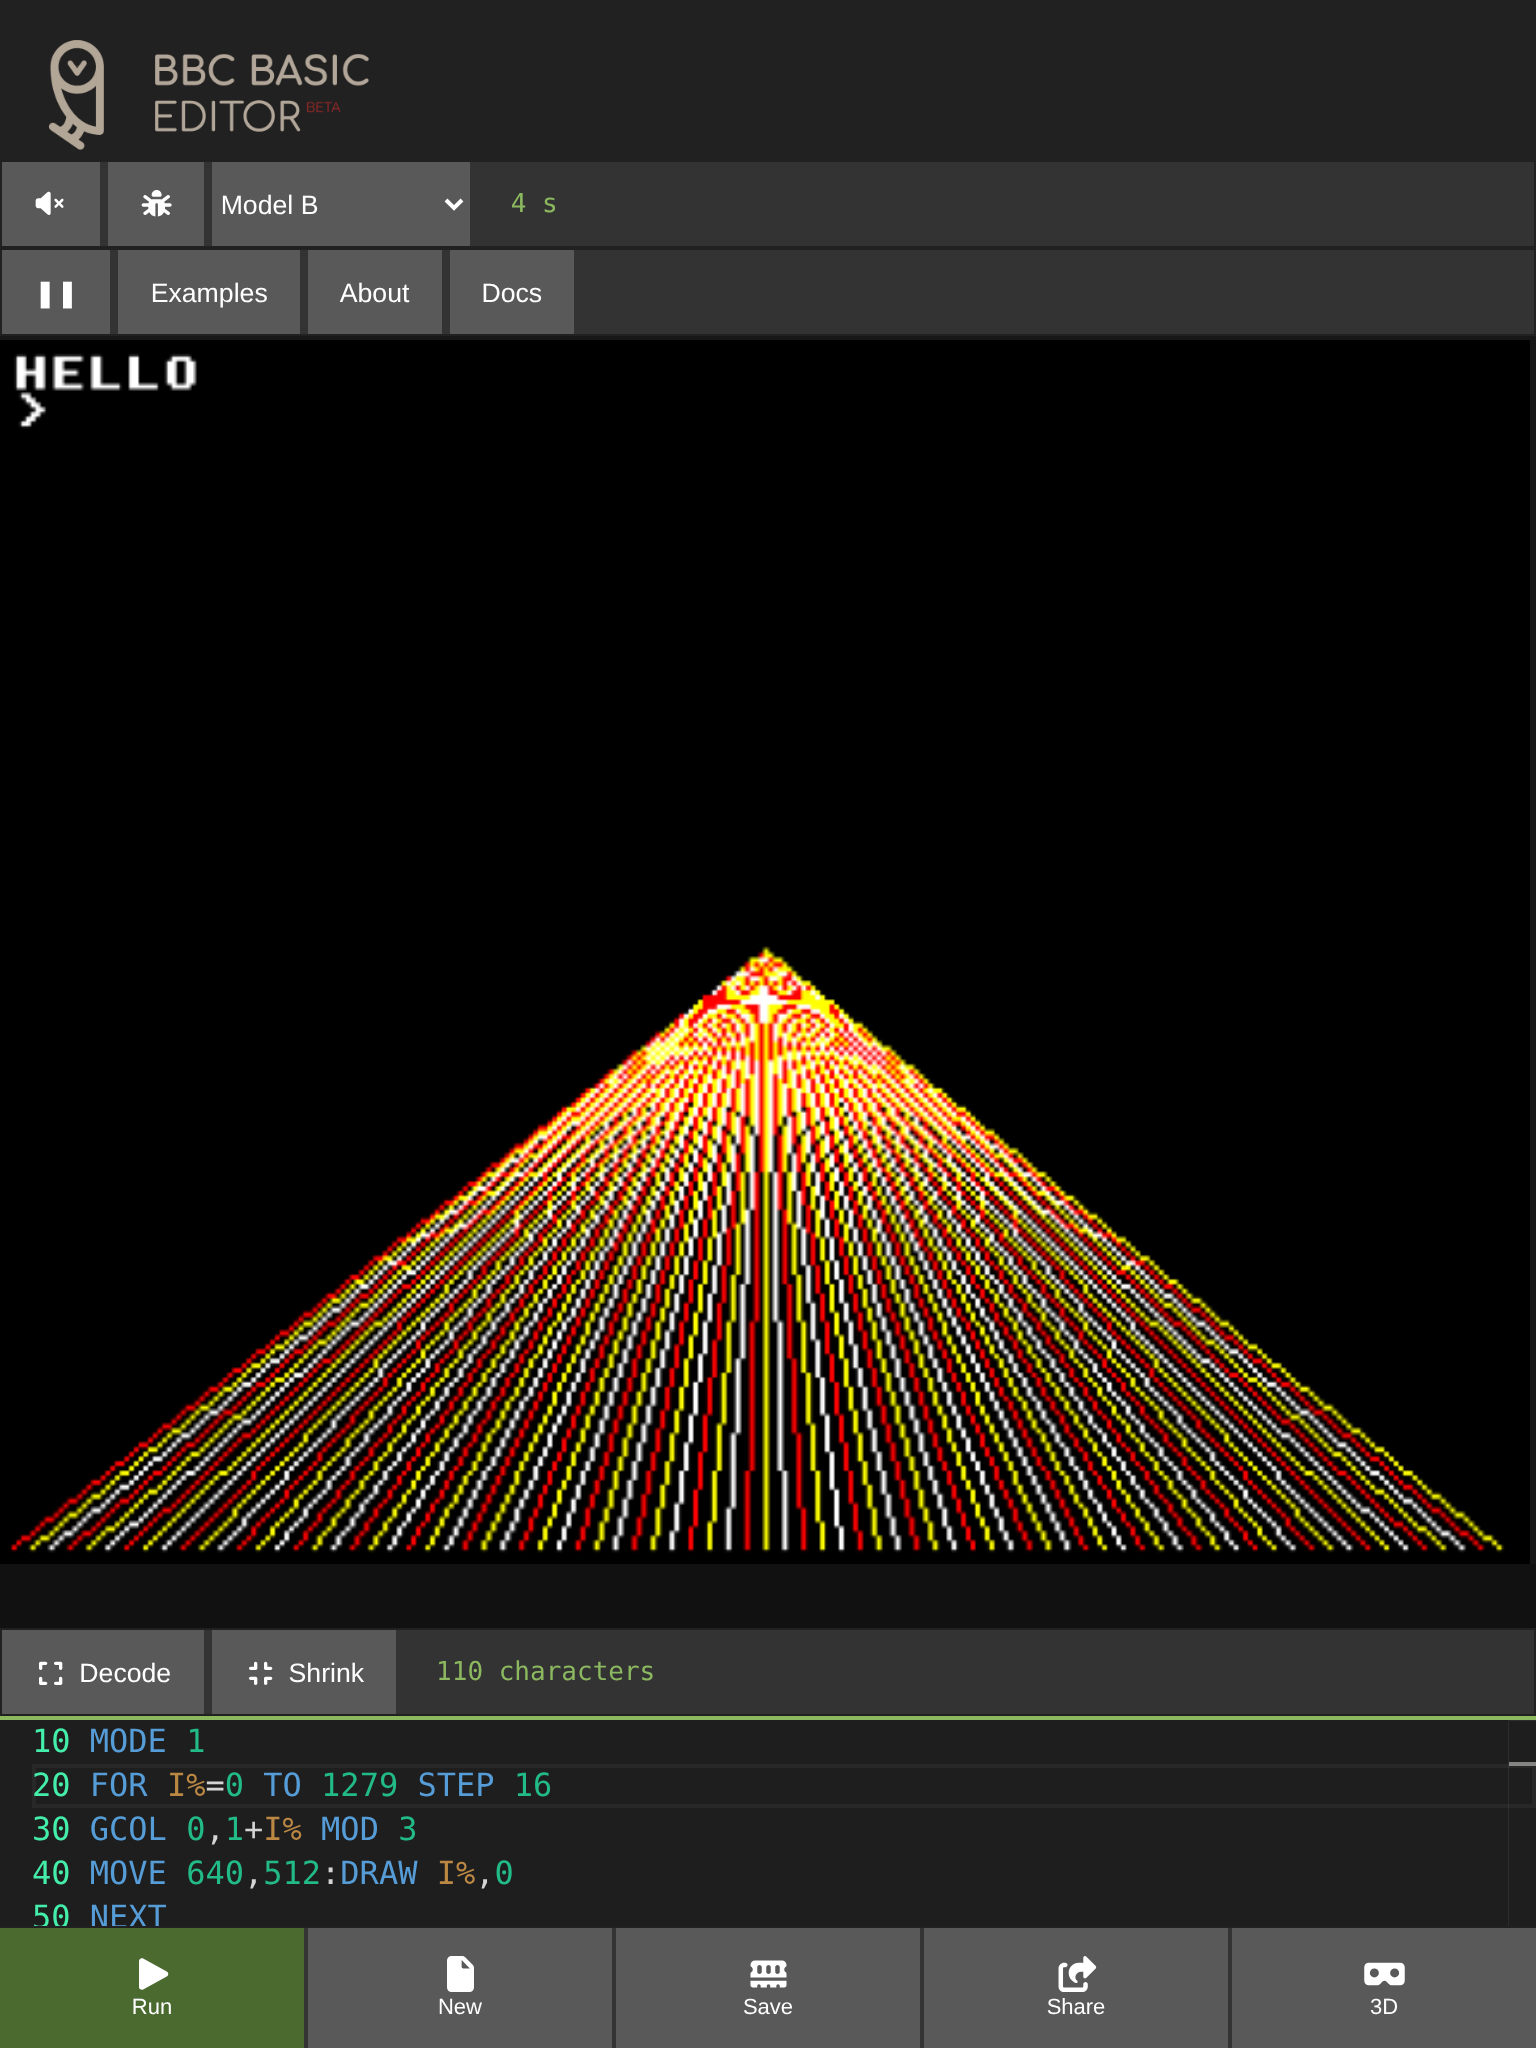 BBC BASIC
EDITOR BETA
Model B 4 s
Examples About Docs
HELLO
>
Decode Shrink 110 characters
10 MODE 1
20 FOR I%=0 TO 1279 STEP 16
30 GCOL 0,1+I% MOD 3
40 MOVE 640,512:DRAW I%,0
50 NEXT
Run New Save Share 3D